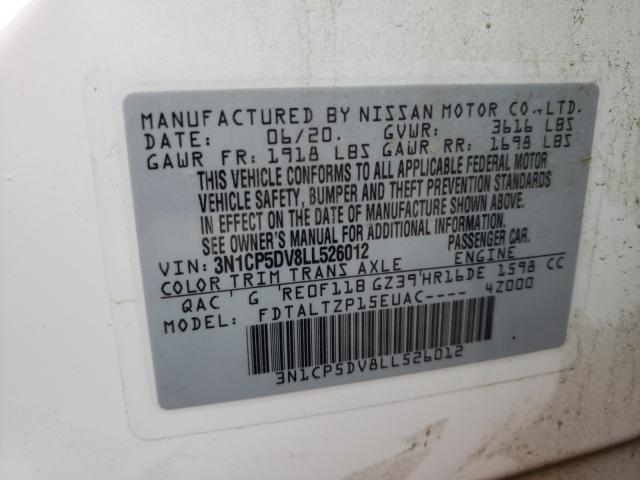 MANUFACTURED BY NISSAN MOTOR CO.,LTD.
DATE: 06/20. GVWR: 3616 LBS
GAWR FR: 1918 LBS GAWR RR: 1698 LBS
THIS VEHICLE CONFORMS TO ALL APPLICABLE FEDERAL MOTOR
VEHICLE SAFETY, BUMPER AND THEFT PREVENTION STANDARDS
IN EFFECT ON THE DATE OF MANUFACTURE SHOWN ABOVE.
SEE OWNER'S MANUAL FOR ADDITIONAL INFORMATION.
VIN: 3N1CP5DV8LL526012 PASSENGER CAR.
COLOR TRIM TRANS AXLE ENGINE
QAC G RE0F11B GZ39 HR16DE 1598 CC
MODEL: FDTALTZP15EUAC---- 4Z000
3N1CP5DV8LL526012